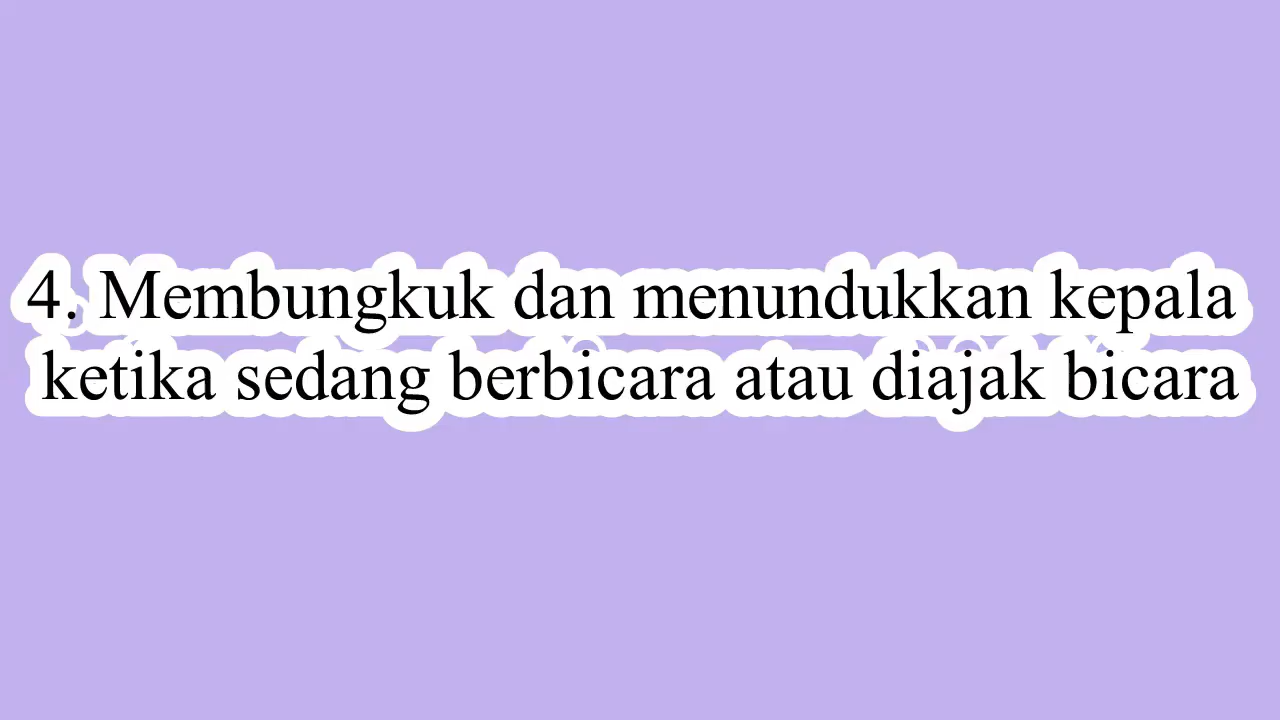 4. Membungkuk dan menundukkan kepala
ketika sedang berbicara atau diajak bicara